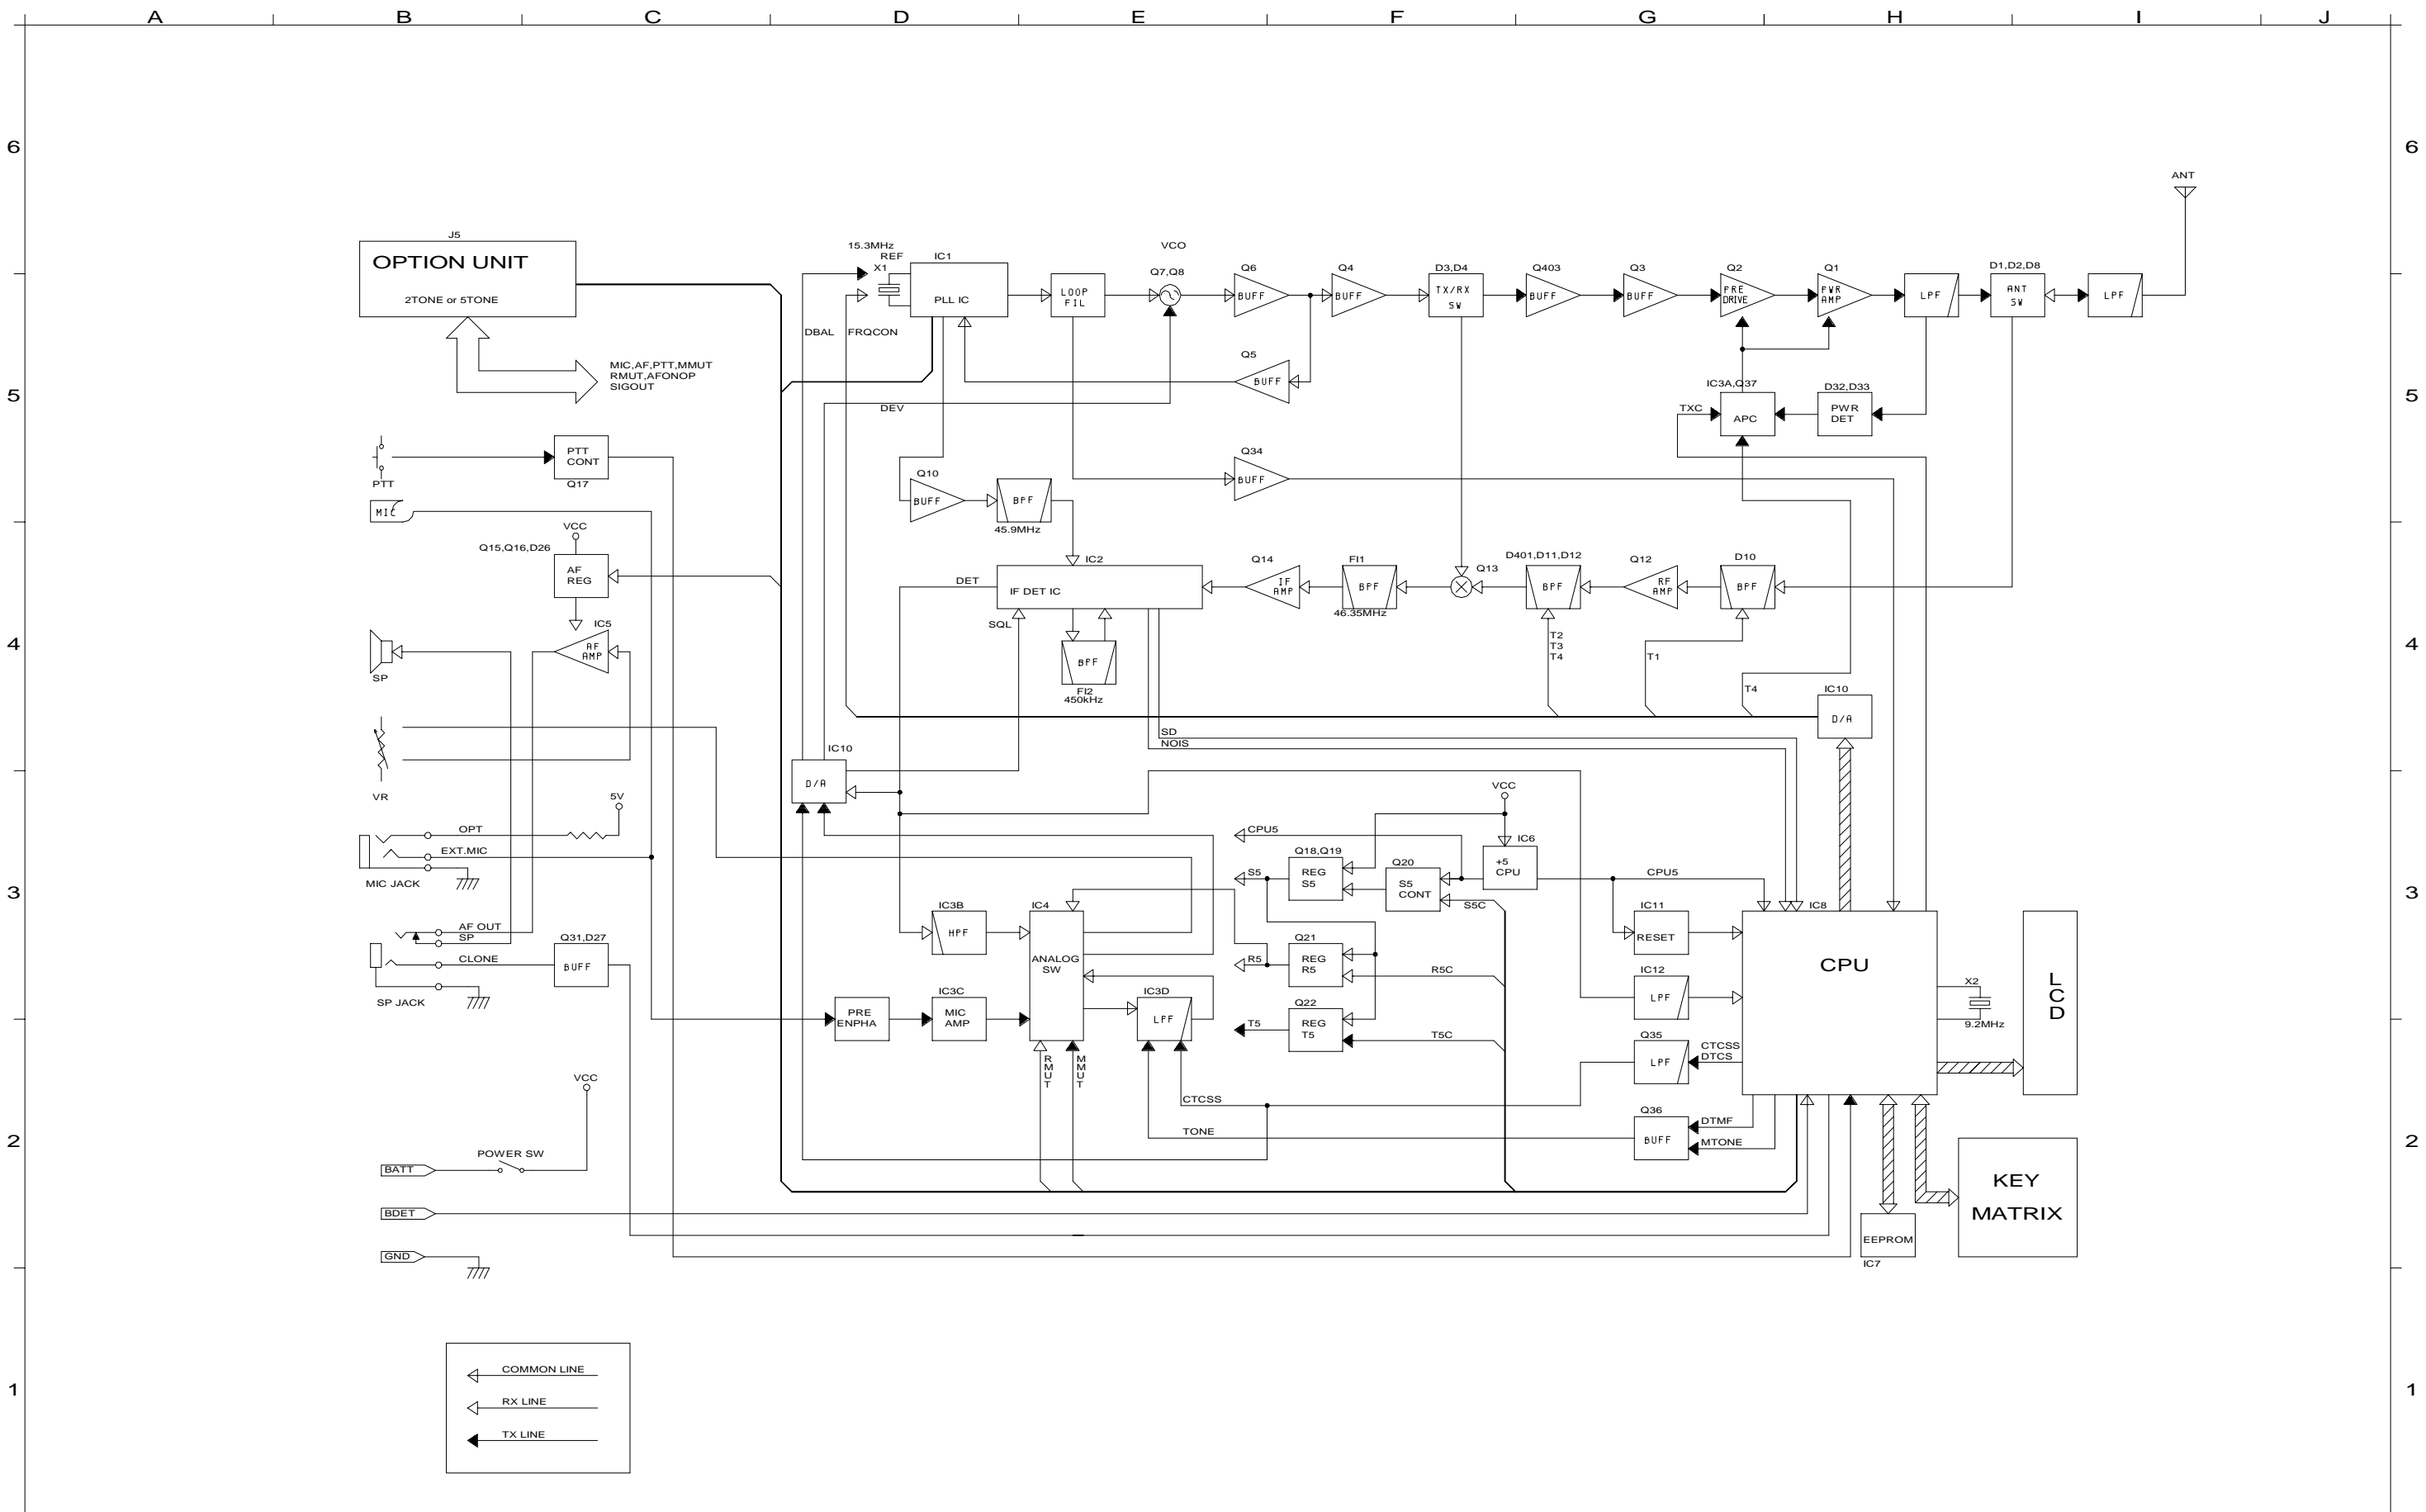 A B C D E F G H I J
6 6
ANT
J5
OPTION UNIT
2TONE or 5TONE
MIC,AF,PTT,MMUT
RMUT,AFONOP
SIGOUT
15.3MHz
REF
X1
IC1
PLL IC
LOOP
FIL
VCO
Q7,Q8
Q6
BUFF
Q4
BUFF
D3,D4
TX/RX
SW
Q403
BUFF
Q3
BUFF
Q2
PRE
DRIVE
Q1
PWR
AMP
LPF
D1,D2,D8
ANT
SW
LPF
DBAL
FRQCON
Q5
BUFF
5 5
DEV
IC3A,Q37
TXC
APC
D32,D33
PWR
DET
PTT
PTT
CONT
Q17
Q10
BUFF
BPF
45.9MHz
Q34
BUFF
MIC
VCC
Q15,Q16,D26
AF
REG
DET
IC2
IF DET IC
Q14
IF
AMP
FI1
BPF
46.35MHz
Q13
D401,D11,D12
BPF
Q12
RF
AMP
D10
BPF
4 4
SP
IC5
AF
AMP
SQL
BPF
FI2
450kHz
T2
T3
T4
T1
T4
IC10
D/A
SD
NOIS
VR
IC10
D/A
5V
OPT
EXT.MIC
MIC JACK
VCC
CPU5
IC6
+5
CPU
CPU5
Q18,Q19
S5
REG
S5
Q20
S5
CONT
S5C
3 3
AF OUT
SP
CLONE
SP JACK
Q31,D27
BUFF
IC3B
HPF
IC4
ANALOG
SW
IC3C
MIC
AMP
PRE
ENPHA
IC3D
LPF
Q21
R5
REG
R5
R5C
Q22
T5
REG
T5
T5C
IC11
RESET
IC12
LPF
Q35
LPF
CTCSS
DTCS
IC8
CPU
X2
9.2MHz
LCD
RMUT
MMUT
CTCSS
TONE
Q36
BUFF
DTMF
MTONE
2 2
VCC
POWER SW
BATT
BDET
GND
EEPROM
IC7
KEY
MATRIX
1 1
COMMON LINE
RX LINE
TX LINE